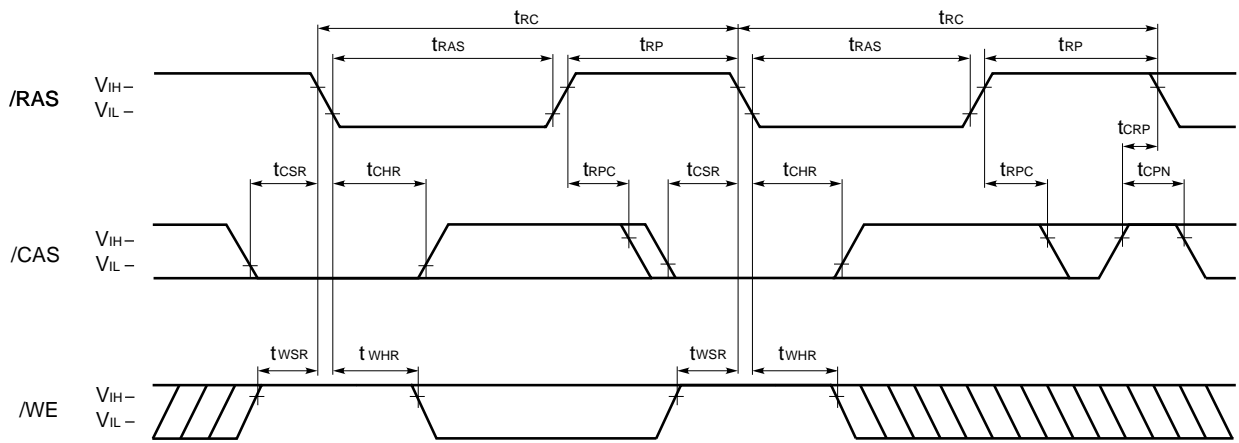 tRC tRC
tRAS tRP tRAS tRP
/RAS VIH –
VIL –
tCRP
tCSR tCHR tRPC tCSR tCHR tRPC tCPN
/CAS VIH –
VIL –
tWSR tWHR tWSR tWHR
/WE VIH –
VIL –